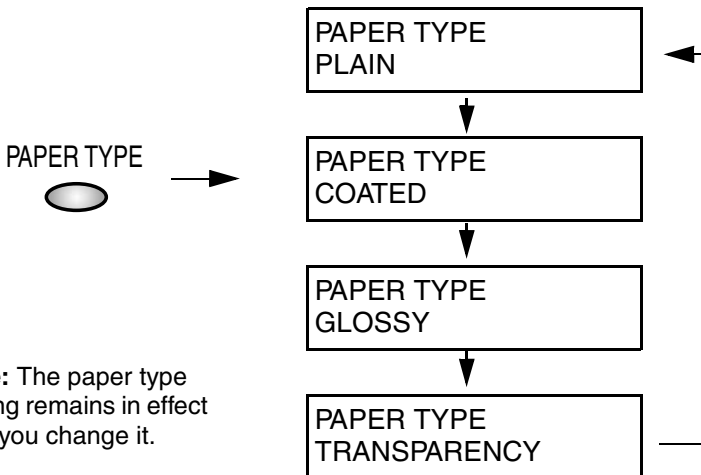 PAPER TYPE
PLAIN
PAPER TYPE
PAPER TYPE
COATED
PAPER TYPE
GLOSSY
: The paper type
ng remains in effect
you change it.
PAPER TYPE
TRANSPARENCY